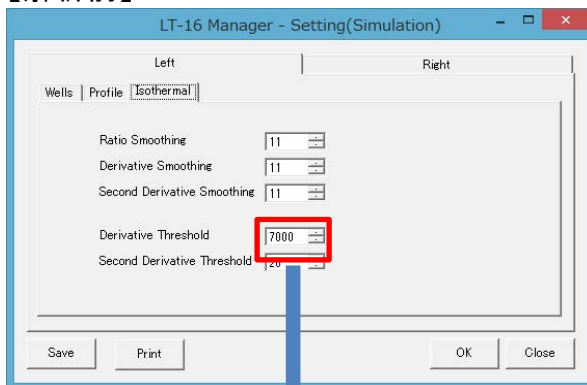 LT-16 Manager - Setting(Simulation)
Left Right
Wells Profile Isothermal
Ratio Smoothing 11
Derivative Smoothing 11
Second Derivative Smoothing 11
Derivative Threshold 7000
Second Derivative Threshold 20
Save Print OK Close